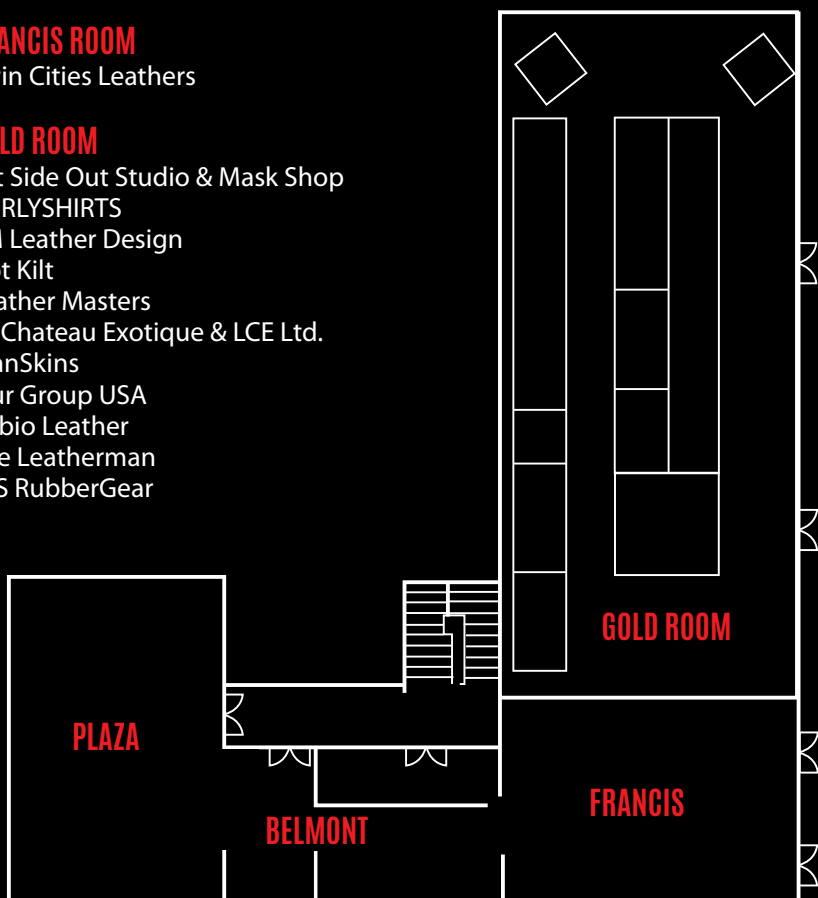 ANCIS ROOM
in Cities Leathers
LD ROOM
t Side Out Studio & Mask Shop
RLYSHIRTS
M Leather Design
t Kilt
ather Masters
Chateau Exotique & LCE Ltd.
anSkins
ur Group USA
bio Leather
e Leatherman
S RubberGear
GOLD ROOM
PLAZA
FRANCIS
BELMONT